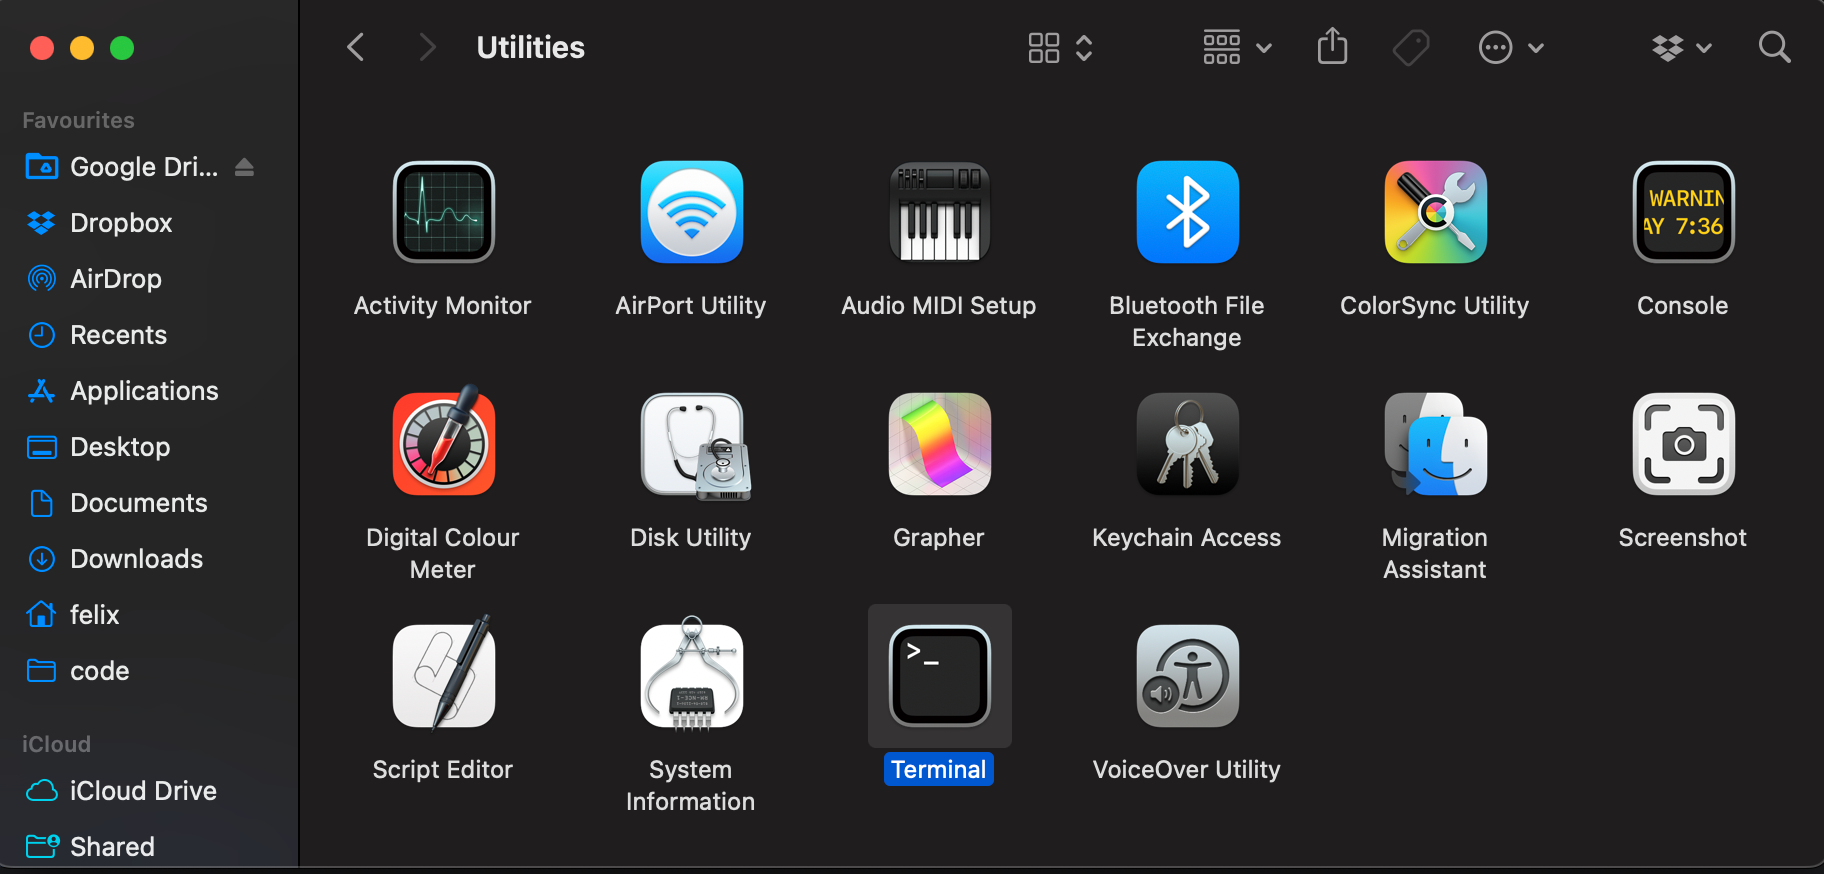 Utilities
Favourites
Google Dri...
Dropbox
AirDrop
Recents
Applications
Desktop
Documents
Downloads
felix
code
iCloud
iCloud Drive
Shared
WARNIN
AY 7:36
Activity Monitor
AirPort Utility
Audio MIDI Setup
Bluetooth File
Exchange
ColorSync Utility
Console
Digital Colour
Meter
Disk Utility
Grapher
Keychain Access
Migration
Assistant
Screenshot
>_
Script Editor
System
Information
Terminal
VoiceOver Utility